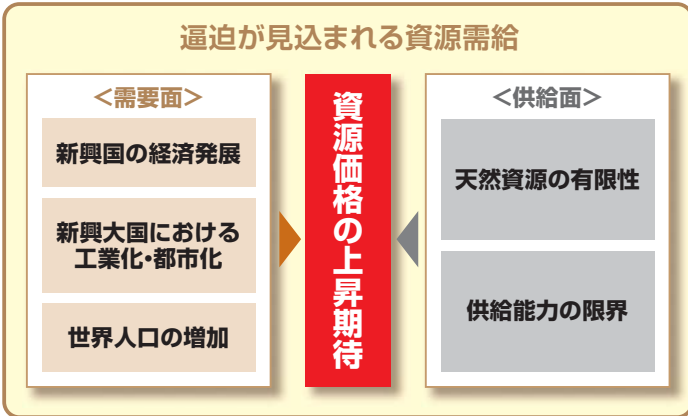 逼迫が見込まれる資源需給
＜需要面＞
新興国の経済発展
新興大国における
工業化・都市化
世界人口の増加
資源価格の上昇期待
＜供給面＞
天然資源の有限性
供給能力の限界